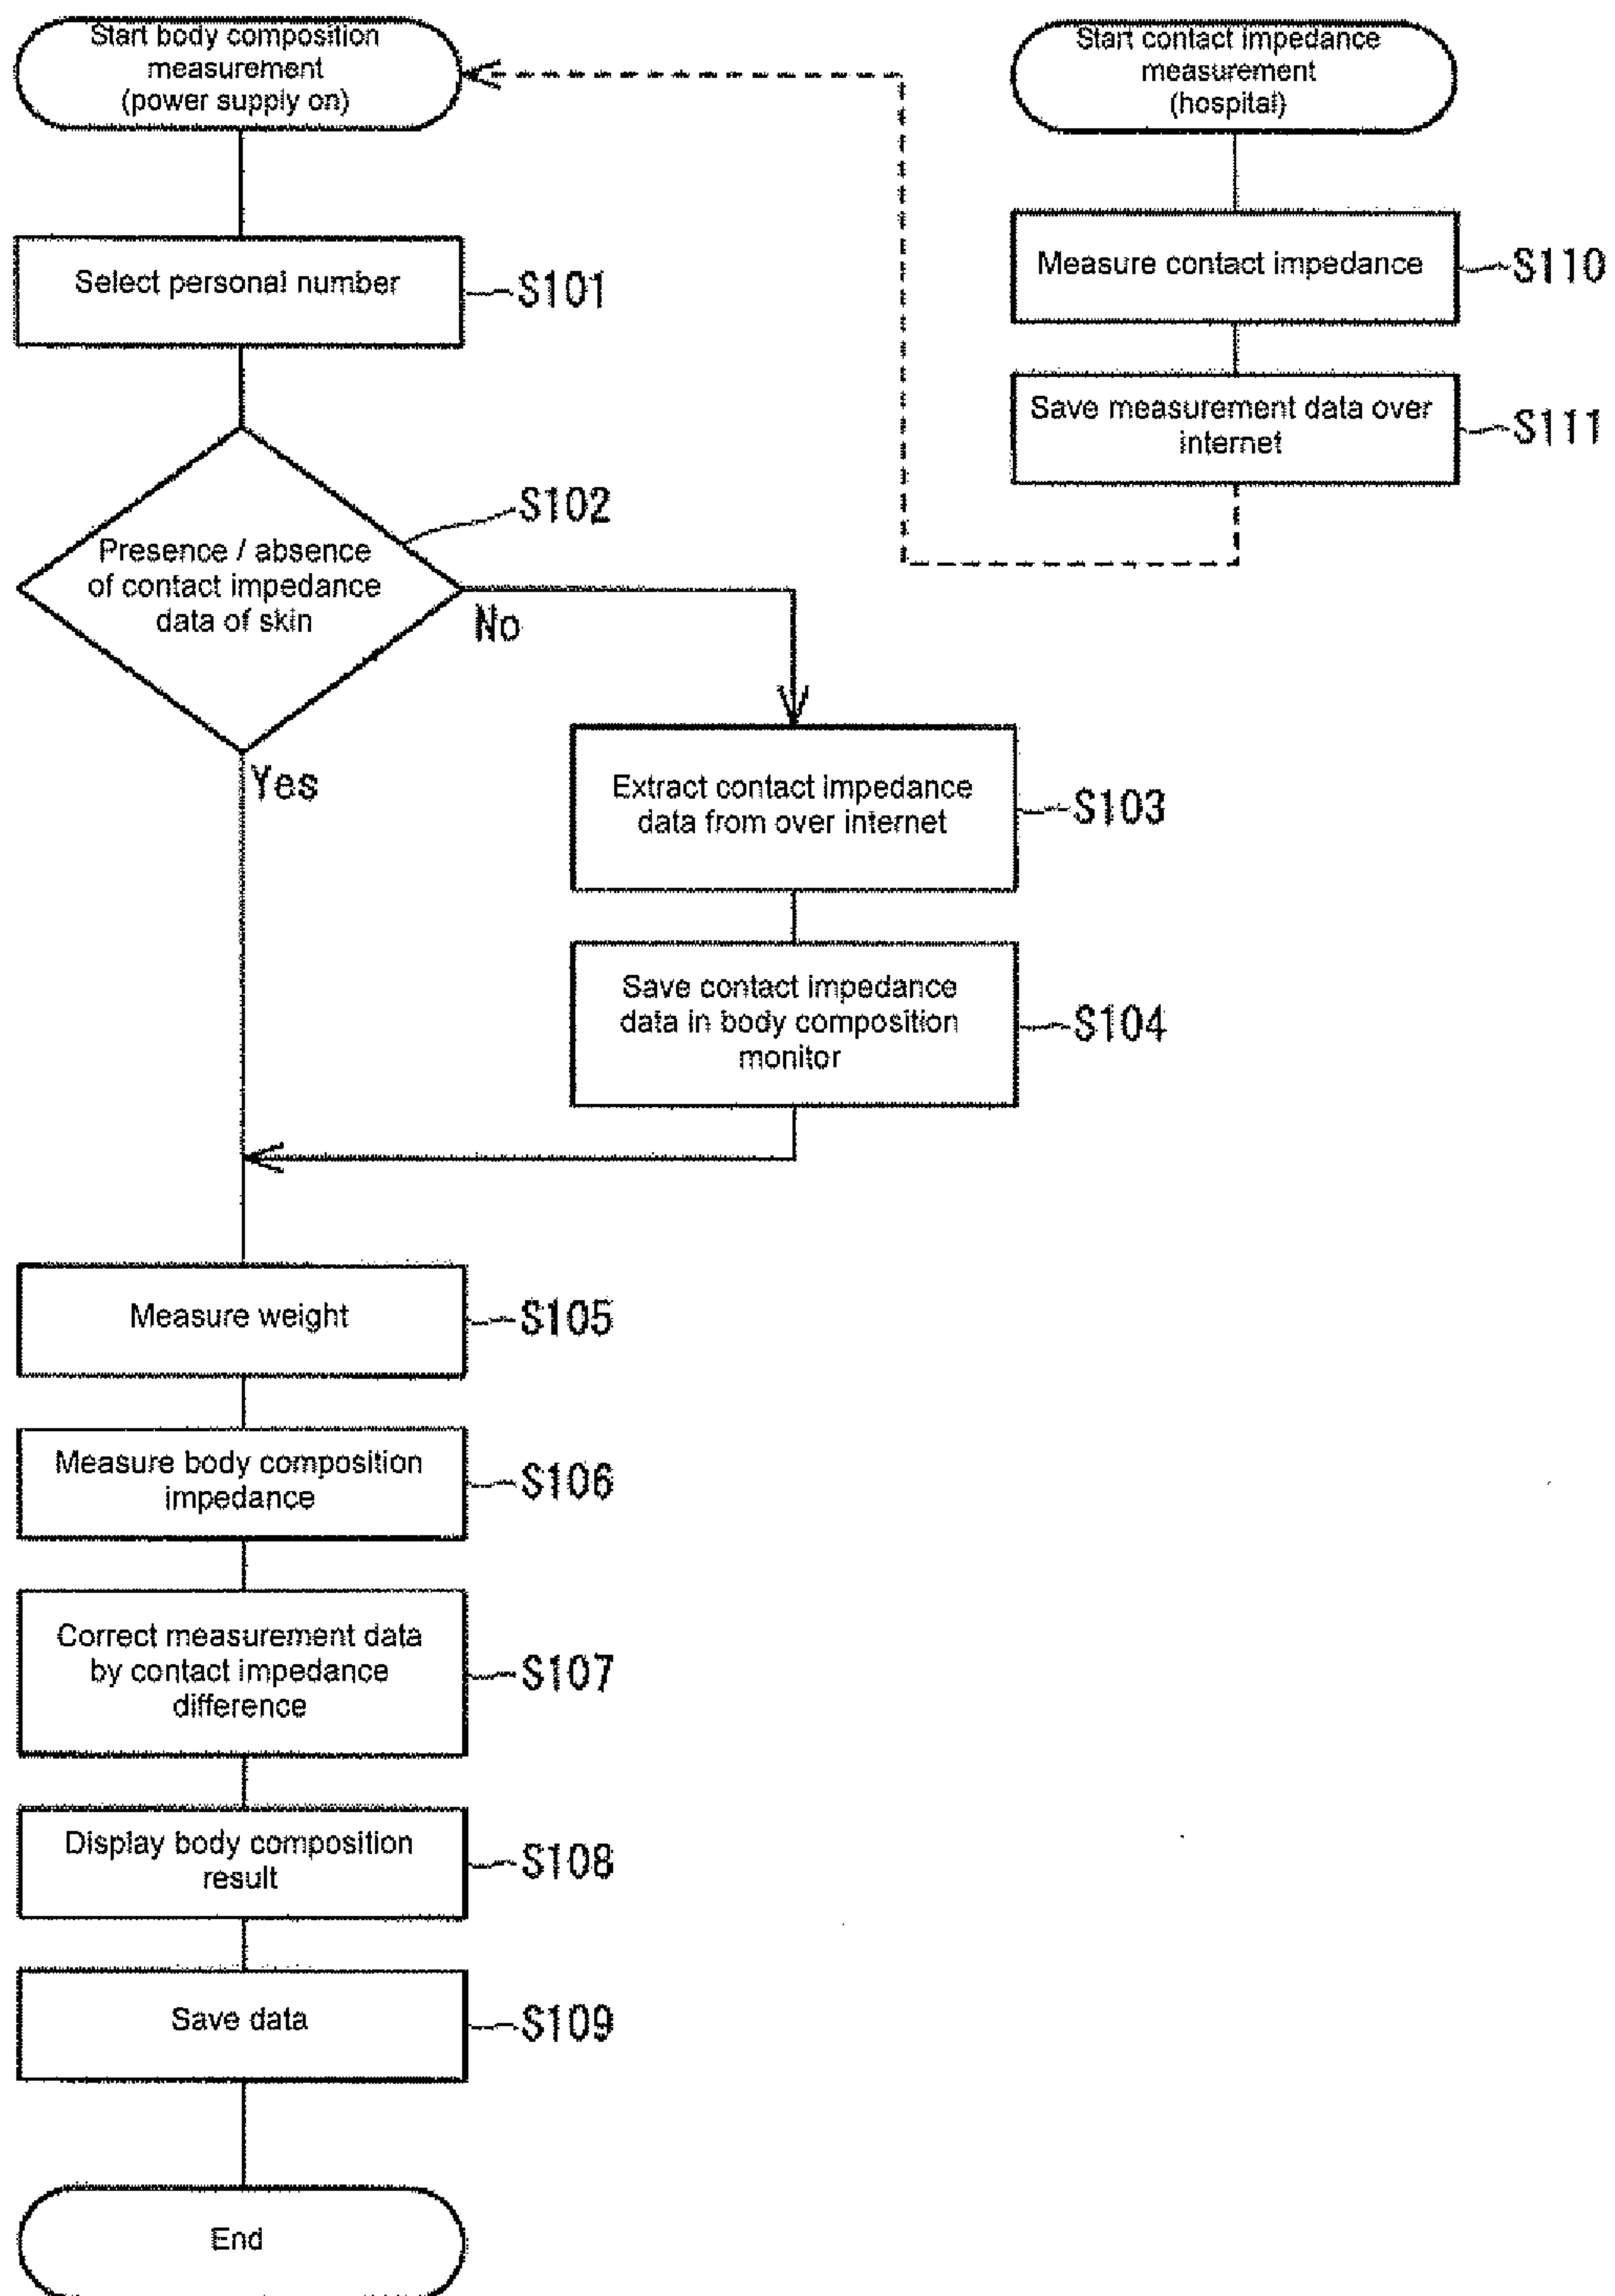 Start body composition
measurement
(power supply on)
Select personal number
S101
S102
Presence / absence
of contact impedance
data of skin
No
Yes
Extract contact impedance
data from over internet
S103
Save contact impedance
data in body composition
monitor
S104
Measure weight
S105
Measure body composition
impedance
S106
Correct measurement data
by contact impedance
difference
S107
Display body composition
result
S108
Save data
S109
End
Start contact impedance
measurement
(hospital)
Measure contact impedance
S110
Save measurement data over
internet
S111